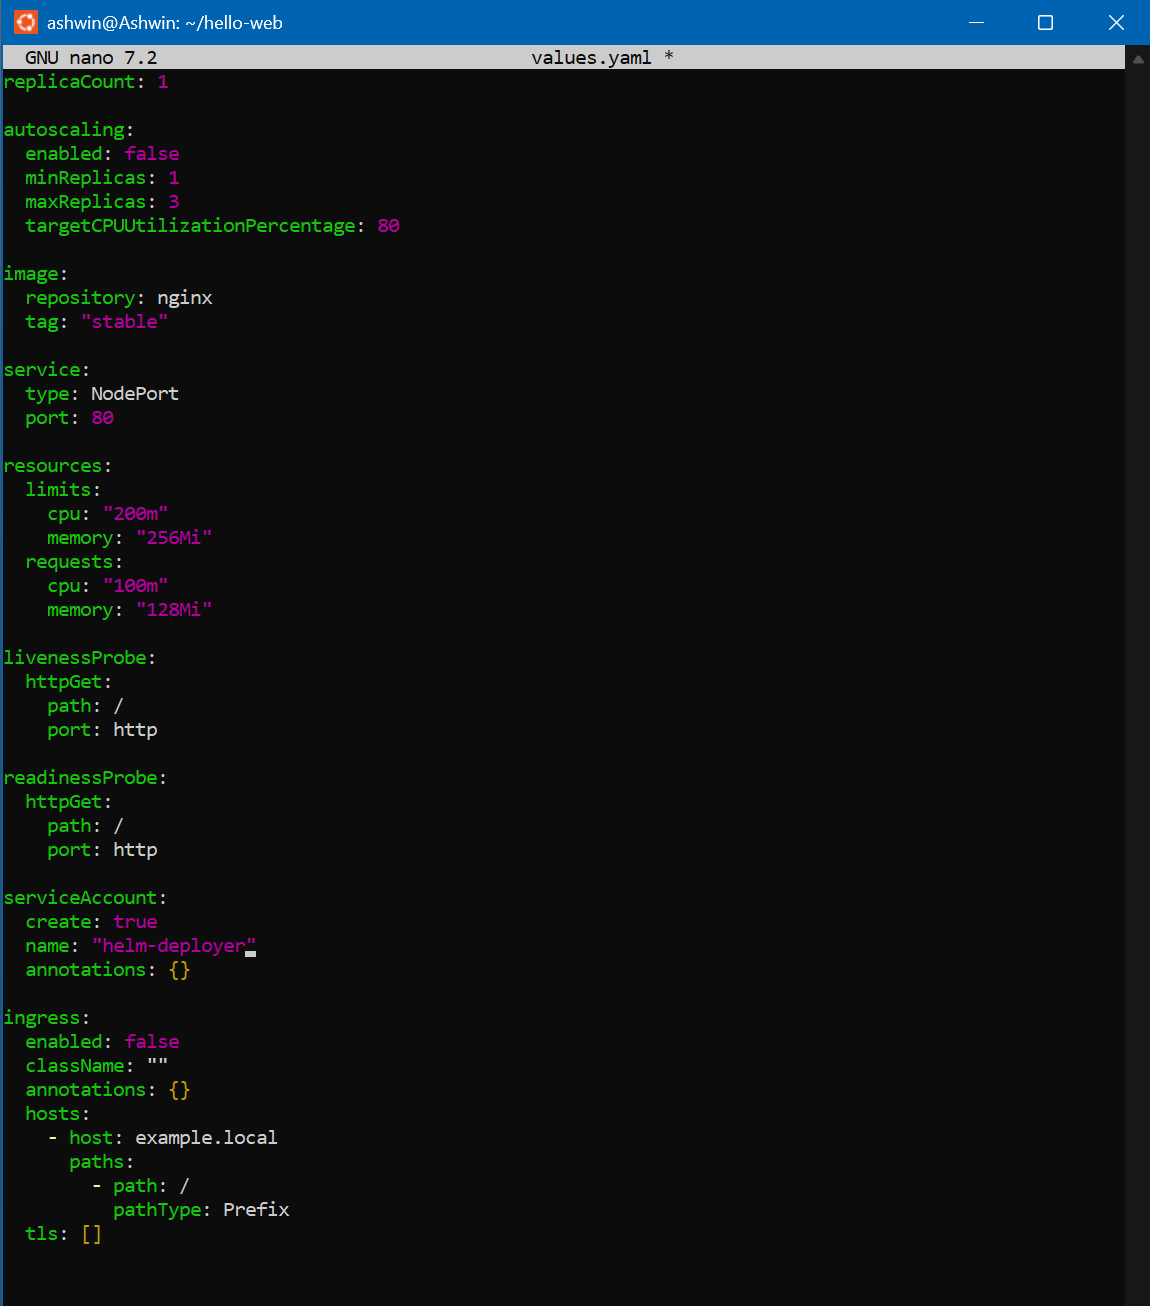 ashwin@Ashwin: ~/hello-web
GNU nano 7.2 values.yaml *
replicaCount: 1
autoscaling:
  enabled: false
  minReplicas: 1
  maxReplicas: 3
  targetCPUUtilizationPercentage: 80
image:
  repository: nginx
  tag: "stable"
service:
  type: NodePort
  port: 80
resources:
  limits:
    cpu: "200m"
    memory: "256Mi"
  requests:
    cpu: "100m"
    memory: "128Mi"
livenessProbe:
  httpGet:
    path: /
    port: http
readinessProbe:
  httpGet:
    path: /
    port: http
serviceAccount:
  create: true
  name: "helm-deployer"
  annotations: {}
ingress:
  enabled: false
  className: ""
  annotations: {}
  hosts:
    - host: example.local
      paths:
        - path: /
          pathType: Prefix
  tls: []